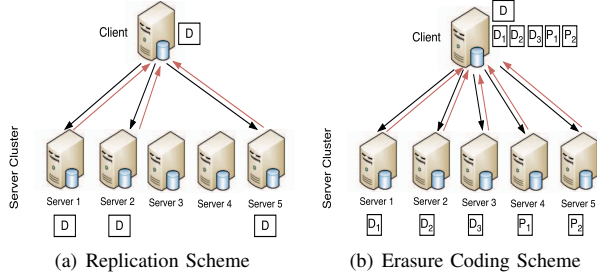 Client
D
Server Cluster
Server 1
Server 2
Server 3
Server 4
Server 5
D
D
D
(a) Replication Scheme
D
Client
D1 D2 D3 P1 P2
Server Cluster
Server 1
Server 2
Server 3
Server 4
Server 5
D1
D2
D3
P1
P2
(b) Erasure Coding Scheme